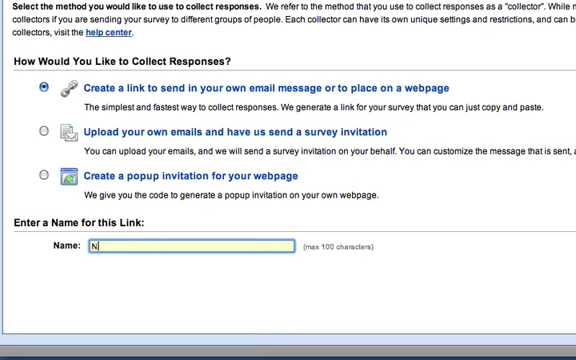 Select the method you would like to use to collect responses. We refer to the method that you use to collect responses as a "collector". While
collectors if you are sending your survey to different groups of people. Each collector can have its own unique settings and restrictions, and can b
collectors, visit the help center.
How Would You Like to Collect Responses?
Create a link to send in your own email message or to place on a webpage
The simplest and fastest way to collect responses. We generate a link for your survey that you can just copy and paste.
Upload your own emails and have us send a survey invitation
You can upload your emails, and we will send a survey invitation on your behalf. You can customize the message that is sent,
Create a popup invitation for your webpage
We give you the code to generate a popup invitation on your own webpage.
Enter a Name for this Link:
Name: N (max 100 characters)